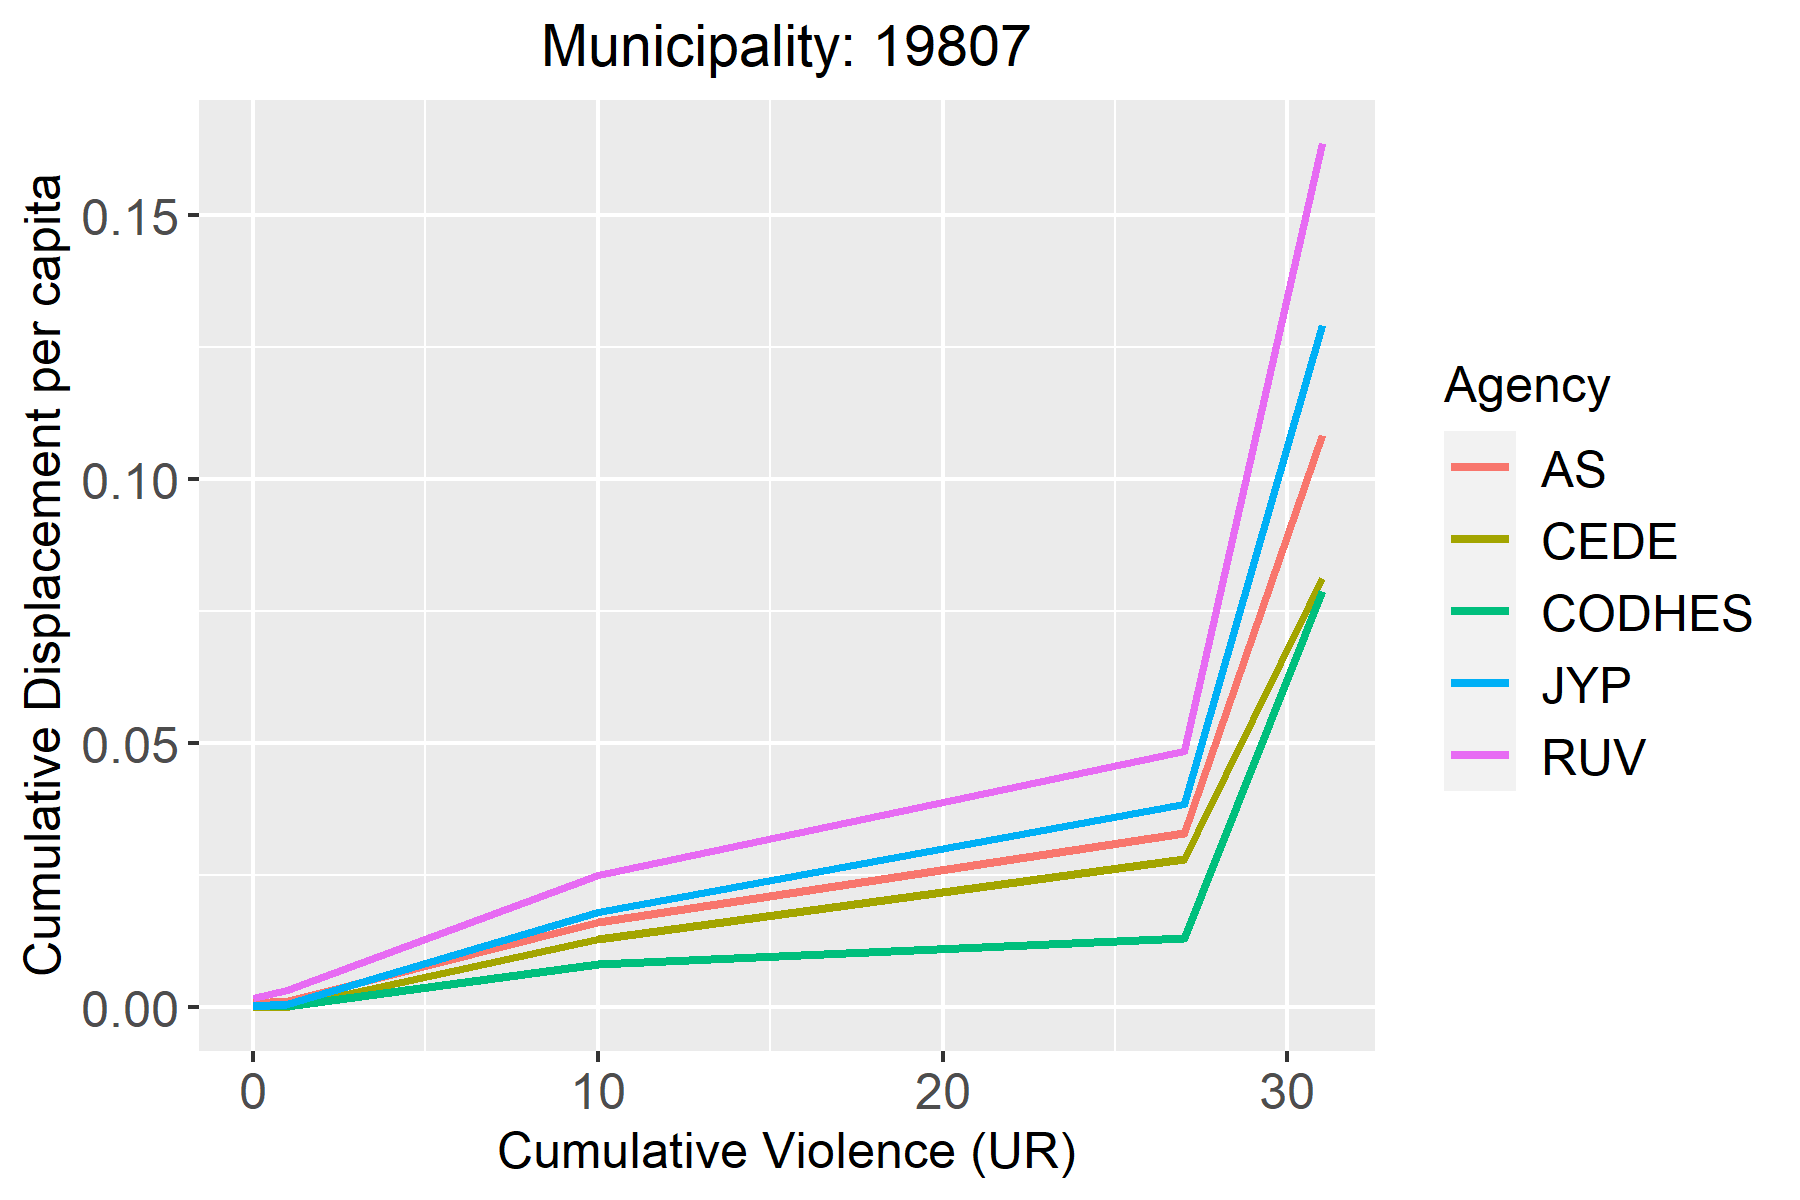 Municipality: 19807
Cumulative Displacement per capita
0.15
0.10
0.05
0.00
0 10 20 30
Cumulative Violence (UR)
Agency
AS
CEDE
CODHES
JYP
RUV